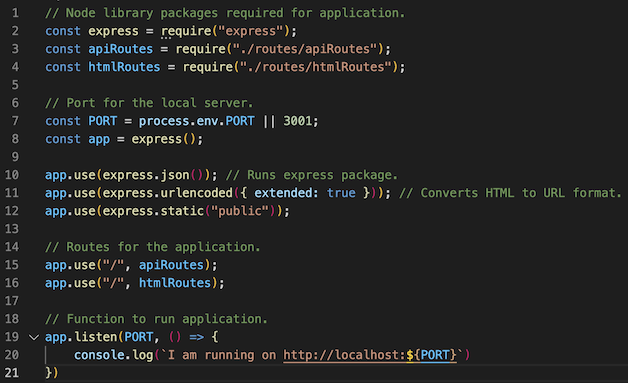 1 // Node library packages required for application.
2 const express = require("express");
3 const apiRoutes = require("./routes/apiRoutes");
4 const htmlRoutes = require("./routes/htmlRoutes");
5
6 // Port for the local server.
7 const PORT = process.env.PORT || 3001;
8 const app = express();
9
10 app.use(express.json()); // Runs express package.
11 app.use(express.urlencoded({ extended: true })); // Converts HTML to URL format.
12 app.use(express.static("public"));
13
14 // Routes for the application.
15 app.use("/", apiRoutes);
16 app.use("/", htmlRoutes);
17
18 // Function to run application.
19 app.listen(PORT, () => {
20     console.log(`I am running on http://localhost:${PORT}`)
21 })